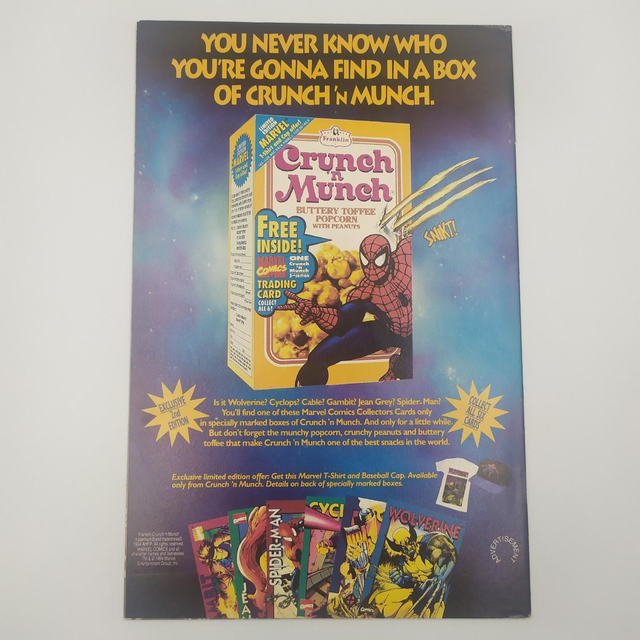 YOU NEVER KNOW WHO
YOU'RE GONNA FIND IN A BOX
OF CRUNCH 'N MUNCH.
LIMITED
EDITION
MARVEL
T-Shirt and Cap offer!
Franklin
Crunch
'n
Munch
BUTTERY TOFFEE
POPCORN
WITH PEANUTS
FREE
INSIDE!
MARVEL
COMICS
ONE
Crunch
'n
Munch
TRADING
CARD
COLLECT
ALL 6!
SNIKT!
EXCLUSIVE
2nd
EDITION
Is it Wolverine? Cyclops? Cable? Gambit? Jean Grey? Spider-Man?
You'll find one of these Marvel Comics Collectors Cards only
in specially marked boxes of Crunch 'n Munch. And only for a little while.
But don't forget the munchy popcorn, crunchy peanuts and buttery
toffee that make Crunch 'n Munch one of the best snacks in the world.
COLLECT
ALL SIX
CARDS
Exclusive limited edition offer: Get this Marvel T-Shirt and Baseball Cap. Available
only from Crunch 'n Munch. Details on back of specially marked boxes.
SPIDER-MAN
CYCL
WOLVERINE
ADVERTISEMENT